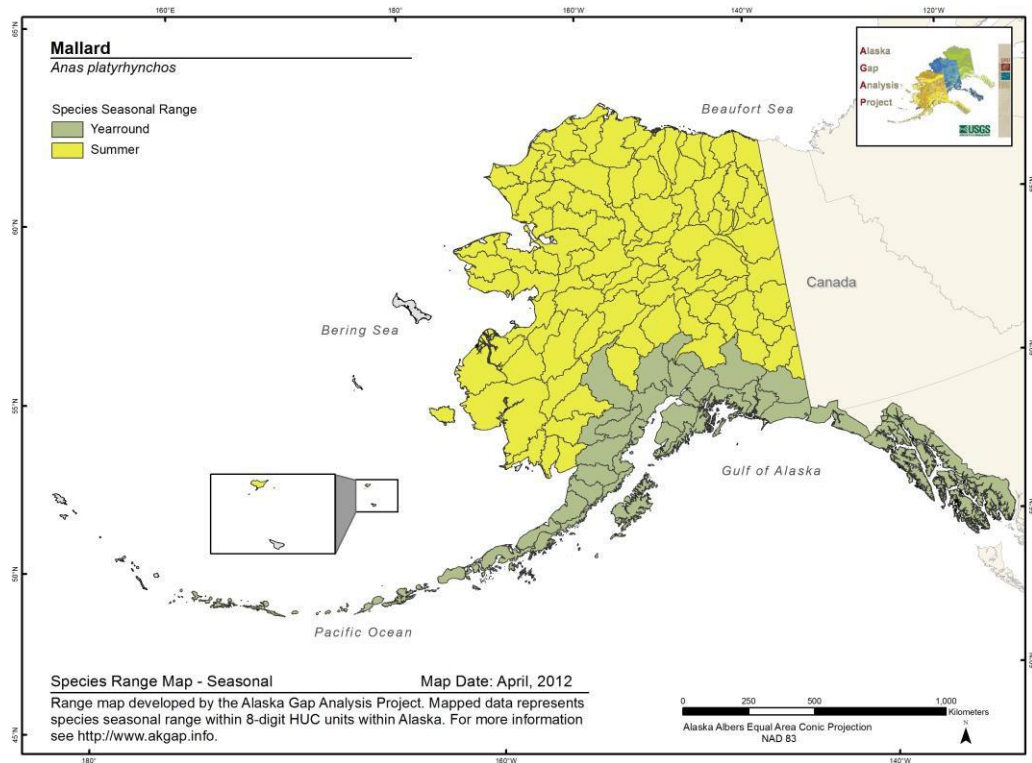 160°E
180°
160°W
140°W
120°W
65°N
Mallard
Anas platyrhynchos
Species Seasonal Range
Yearround
Summer
Alaska
Gap
Analysis
Project
USGS
Beaufort Sea
60°N
Canada
Bering Sea
55°N
Gulf of Alaska
50°N
Pacific Ocean
Species Range Map - Seasonal Map Date: April, 2012
Range map developed by the Alaska Gap Analysis Project. Mapped data represents
species seasonal range within 8-digit HUC units within Alaska. For more information
see http://www.akgap.info.
0 250 500 1,000
Kilometers
Alaska Albers Equal Area Conic Projection
NAD 83
N
45°N
180°
160°W
140°W